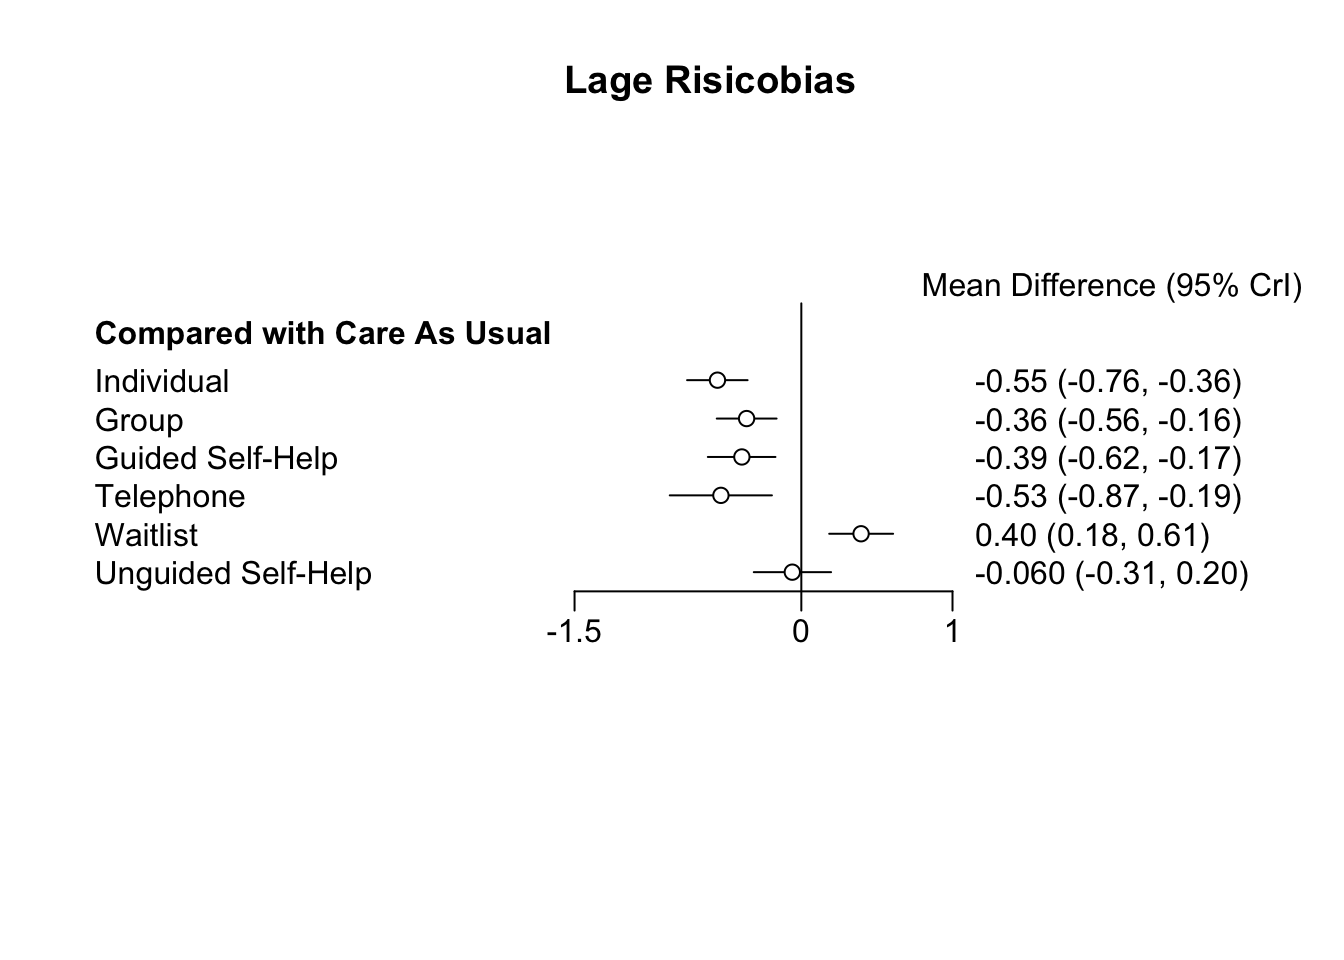 Lage Risicobias
Mean Difference (95% CrI)
Compared with Care As Usual
Individual -0.55 (-0.76, -0.36)
Group -0.36 (-0.56, -0.16)
Guided Self-Help -0.39 (-0.62, -0.17)
Telephone -0.53 (-0.87, -0.19)
Waitlist 0.40 (0.18, 0.61)
Unguided Self-Help -0.060 (-0.31, 0.20)
-1.5 0 1